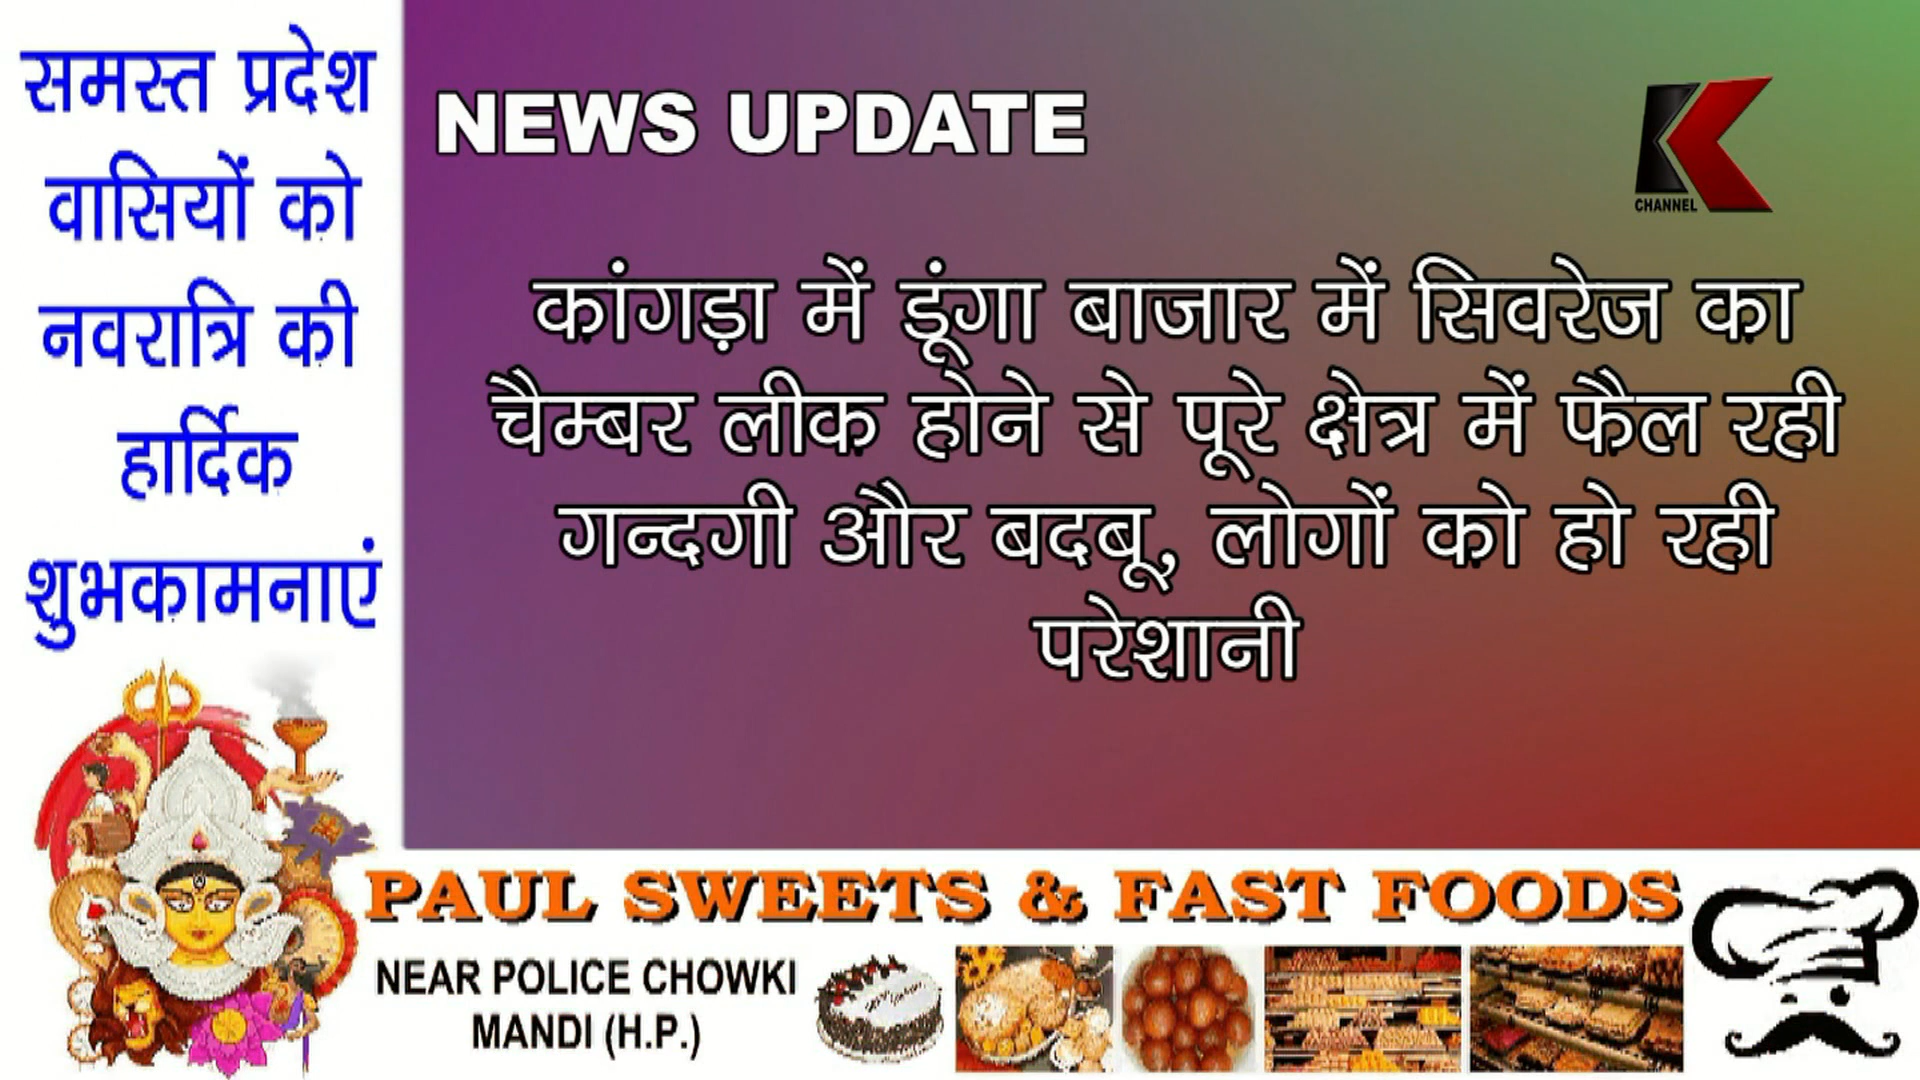 समस्त प्रदेश
वासियों को
नवरात्रि की
हार्दिक
शुभकामनाएं
NEWS UPDATE
CHANNEL
कांगड़ा में डूंगा बाजार में सिवरेज का
चैम्बर लीक होने से पूरे क्षेत्र में फैल रही
गन्दगी और बदबू, लोगों को हो रही
परेशानी
PAUL SWEETS & FAST FOODS
NEAR POLICE CHOWKI
MANDI (H.P.)